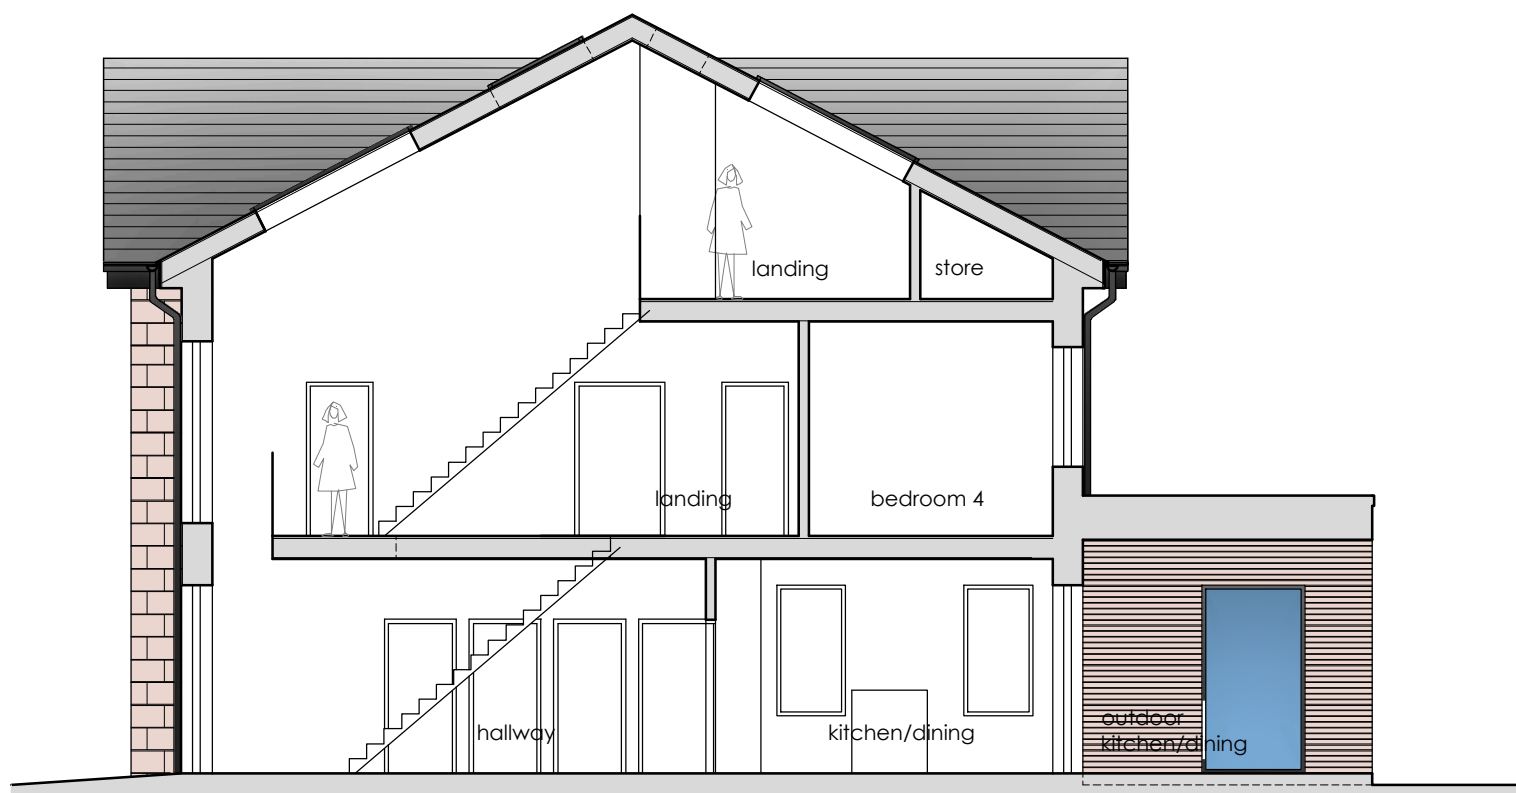 landing
store
landing
bedroom 4
hallway
kitchen/dining
outdoor
kitchen/dining